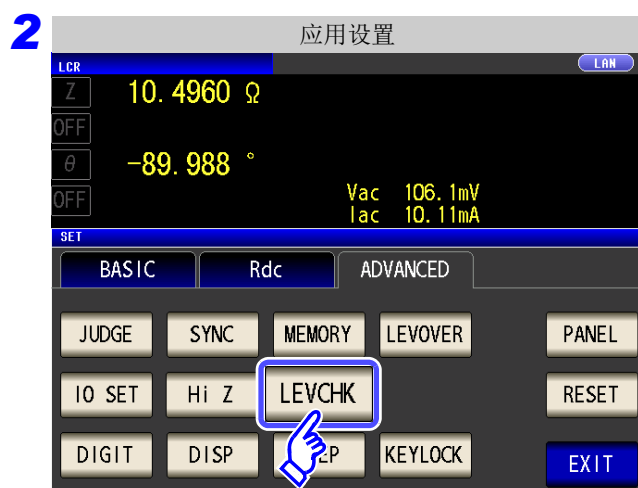 2
应用设置
LCR
LAN
Z 10.4960 Ω
OFF
θ -89.988 °
OFF
Vac 106.1mV
Iac 10.11mA
SET
BASIC Rdc ADVANCED
JUDGE SYNC MEMORY LEVOVER PANEL
IO SET Hi Z LEVCHK RESET
DIGIT DISP EP KEYLOCK EXIT